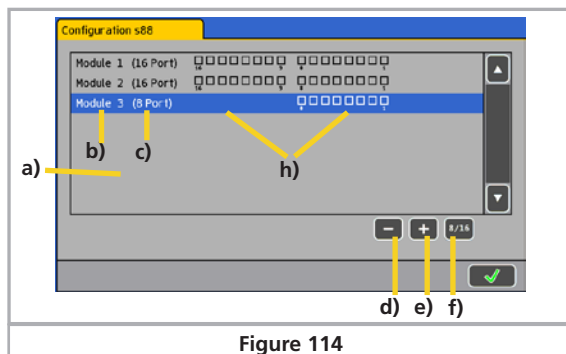 Configuration s88
Module 1 (16 Port) 16 9 8 1
Module 2 (16 Port) 16 9 8 1
Module 3 (8 Port) 8 1
b) c)
a) h)
− + 8/16
d) e) f)
Figure 114